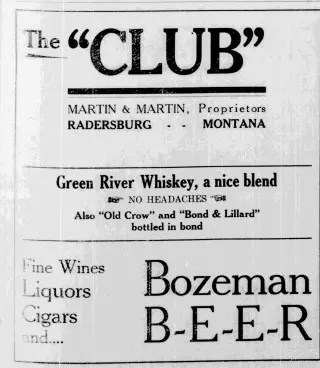 The "CLUB"
MARTIN & MARTIN, Proprietors
RADERSBURG - - MONTANA
Green River Whiskey, a nice blend
☞ NO HEADACHES ☜
Also "Old Crow" and "Bond & Lillard"
bottled in bond
Fine Wines
Liquors
Cigars
and....
Bozeman
B-E-E-R